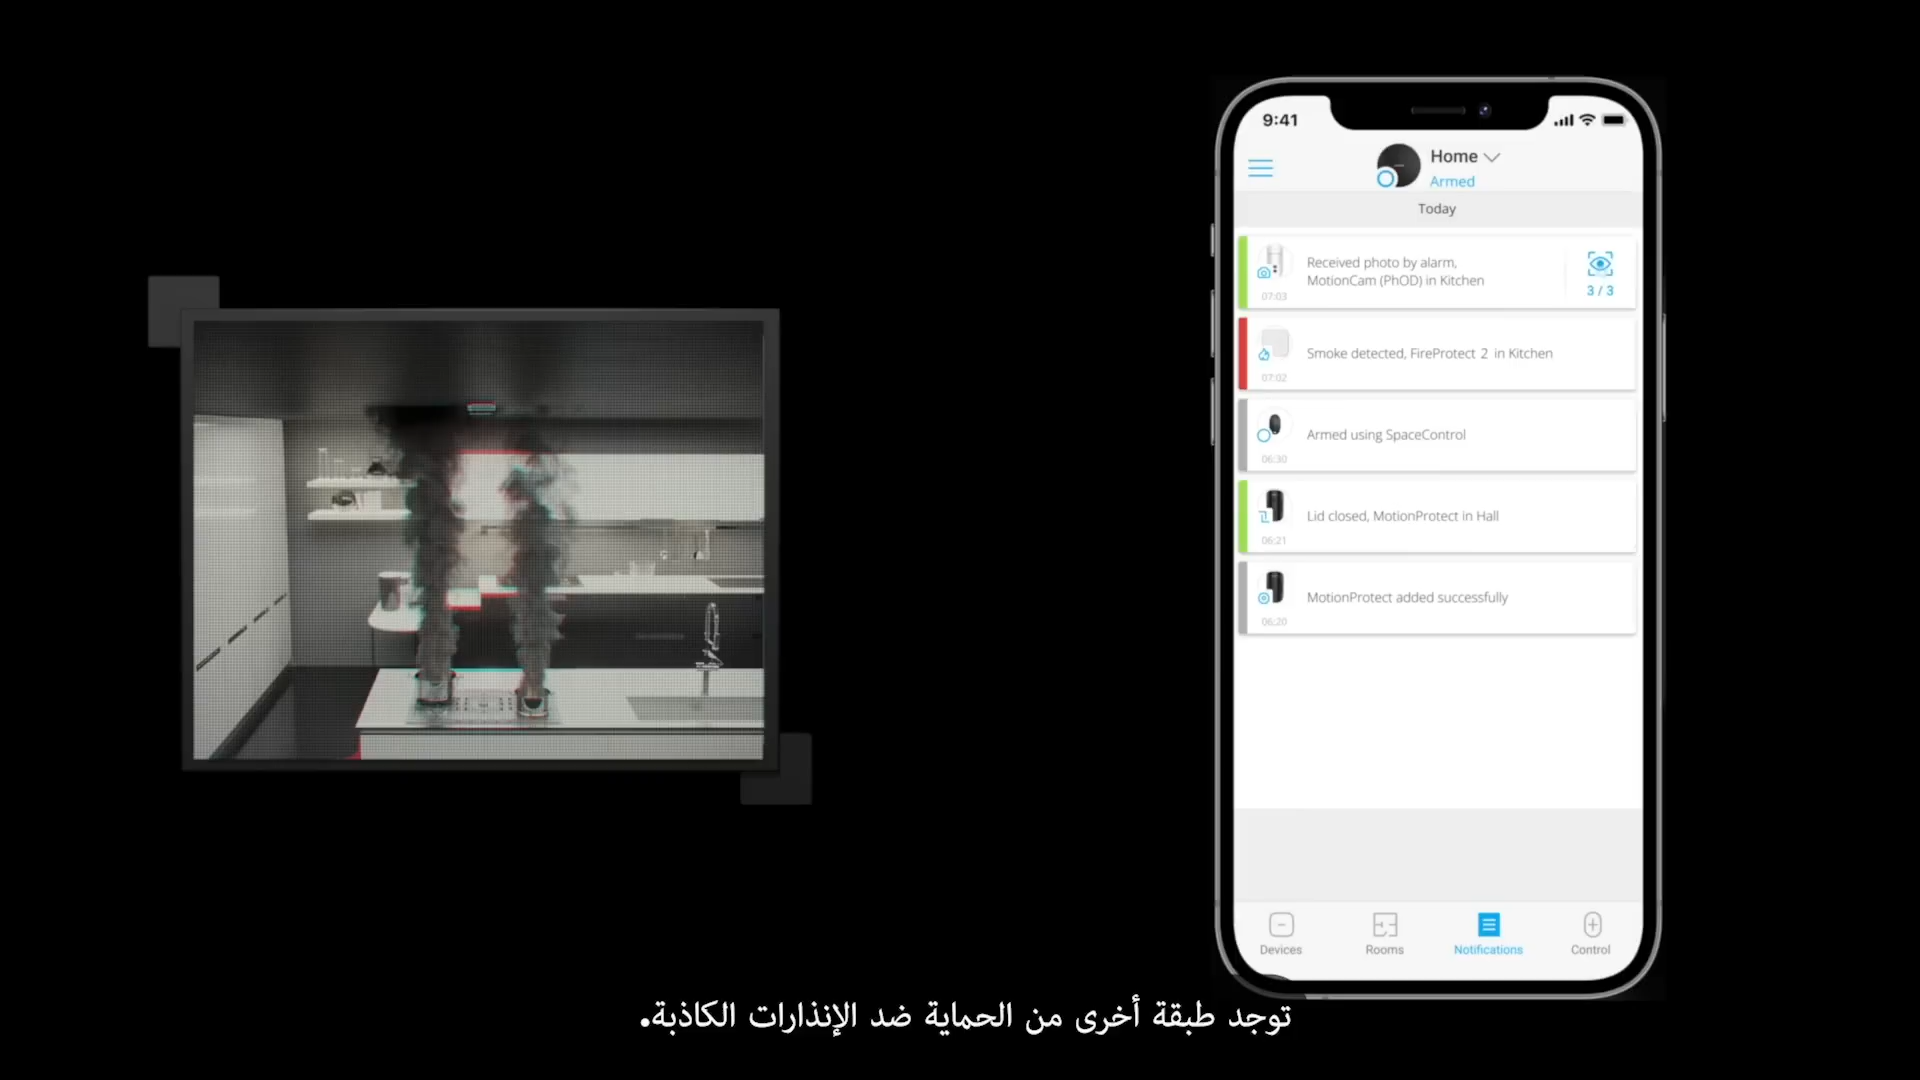 9:41
Home
Armed
Today
Received photo by alarm,
MotionCam (PhOD) in Kitchen
07:03
3 / 3
Smoke detected, FireProtect 2 in Kitchen
07:02
Armed using SpaceControl
06:30
Lid closed, MotionProtect in Hall
06:21
MotionProtect added successfully
06:20
Devices
Rooms
Notifications
Control
توجد طبقة أخرى من الحماية ضد الإنذارات الكاذبة.